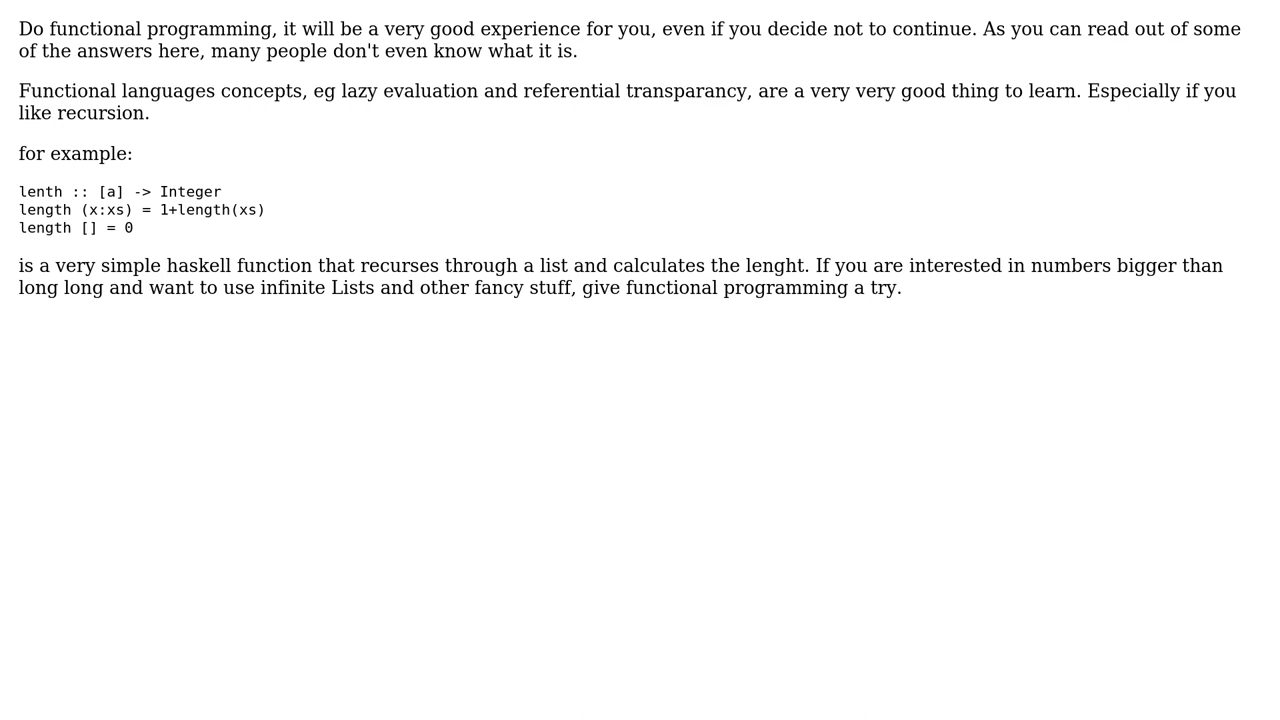 Do functional programming, it will be a very good experience for you, even if you decide not to continue. As you can read out of some
of the answers here, many people don't even know what it is.
Functional languages concepts, eg lazy evaluation and referential transparancy, are a very very good thing to learn. Especially if you
like recursion.
for example:
lenth :: [a] -> Integer
length (x:xs) = 1+length(xs)
length [] = 0
is a very simple haskell function that recurses through a list and calculates the lenght. If you are interested in numbers bigger than
long long and want to use infinite Lists and other fancy stuff, give functional programming a try.